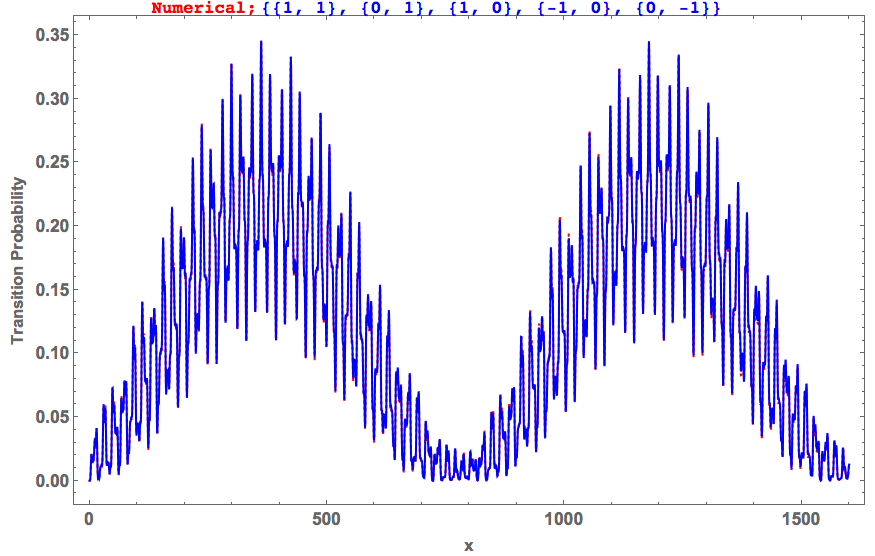 Numerical; {{1, 1}, {0, 1}, {1, 0}, {-1, 0}, {0, -1}}
0.35
0.30
0.25
0.20
0.15
0.10
0.05
0.00
Transition Probability
0 500 1000 1500
x